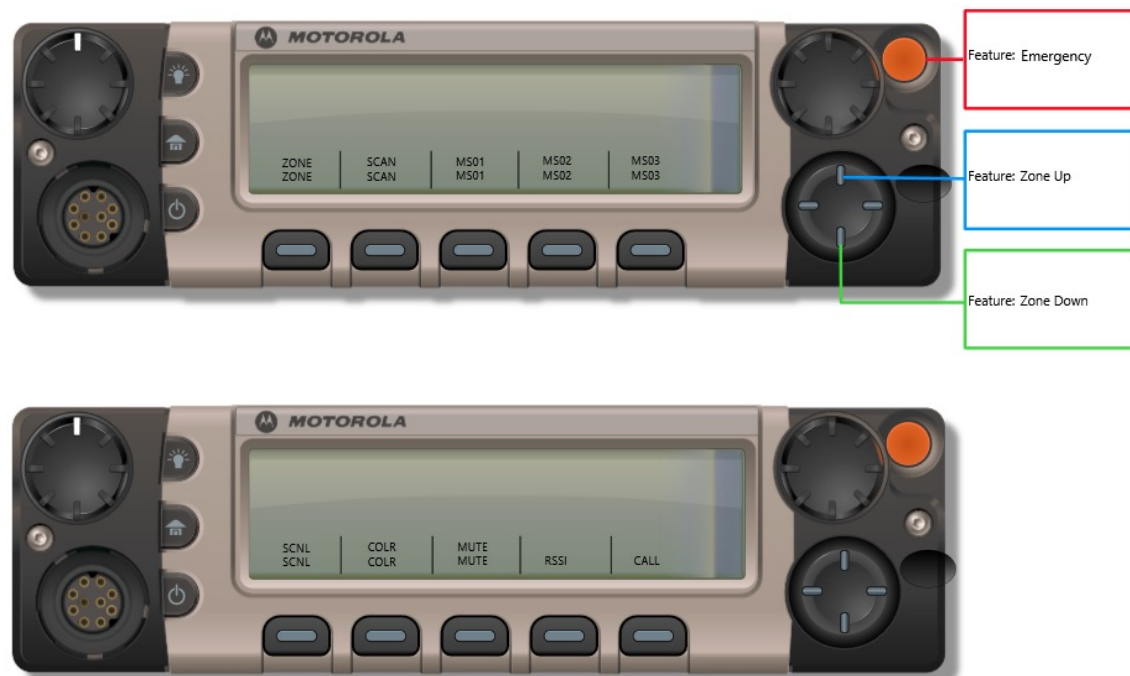 MOTOROLA
Feature: Emergency
ZONE SCAN MS01 MS02 MS03
ZONE SCAN MS01 MS02 MS03
Feature: Zone Up
Feature: Zone Down
MOTOROLA
SCNL COLR MUTE
SCNL COLR MUTE RSSI CALL